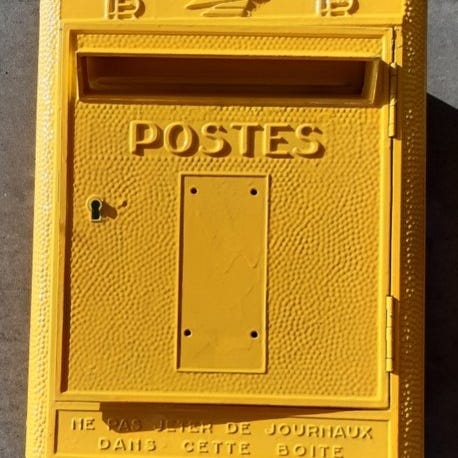 POSTES
NE PAS JETER DE JOURNAUX
DANS CETTE BOITE